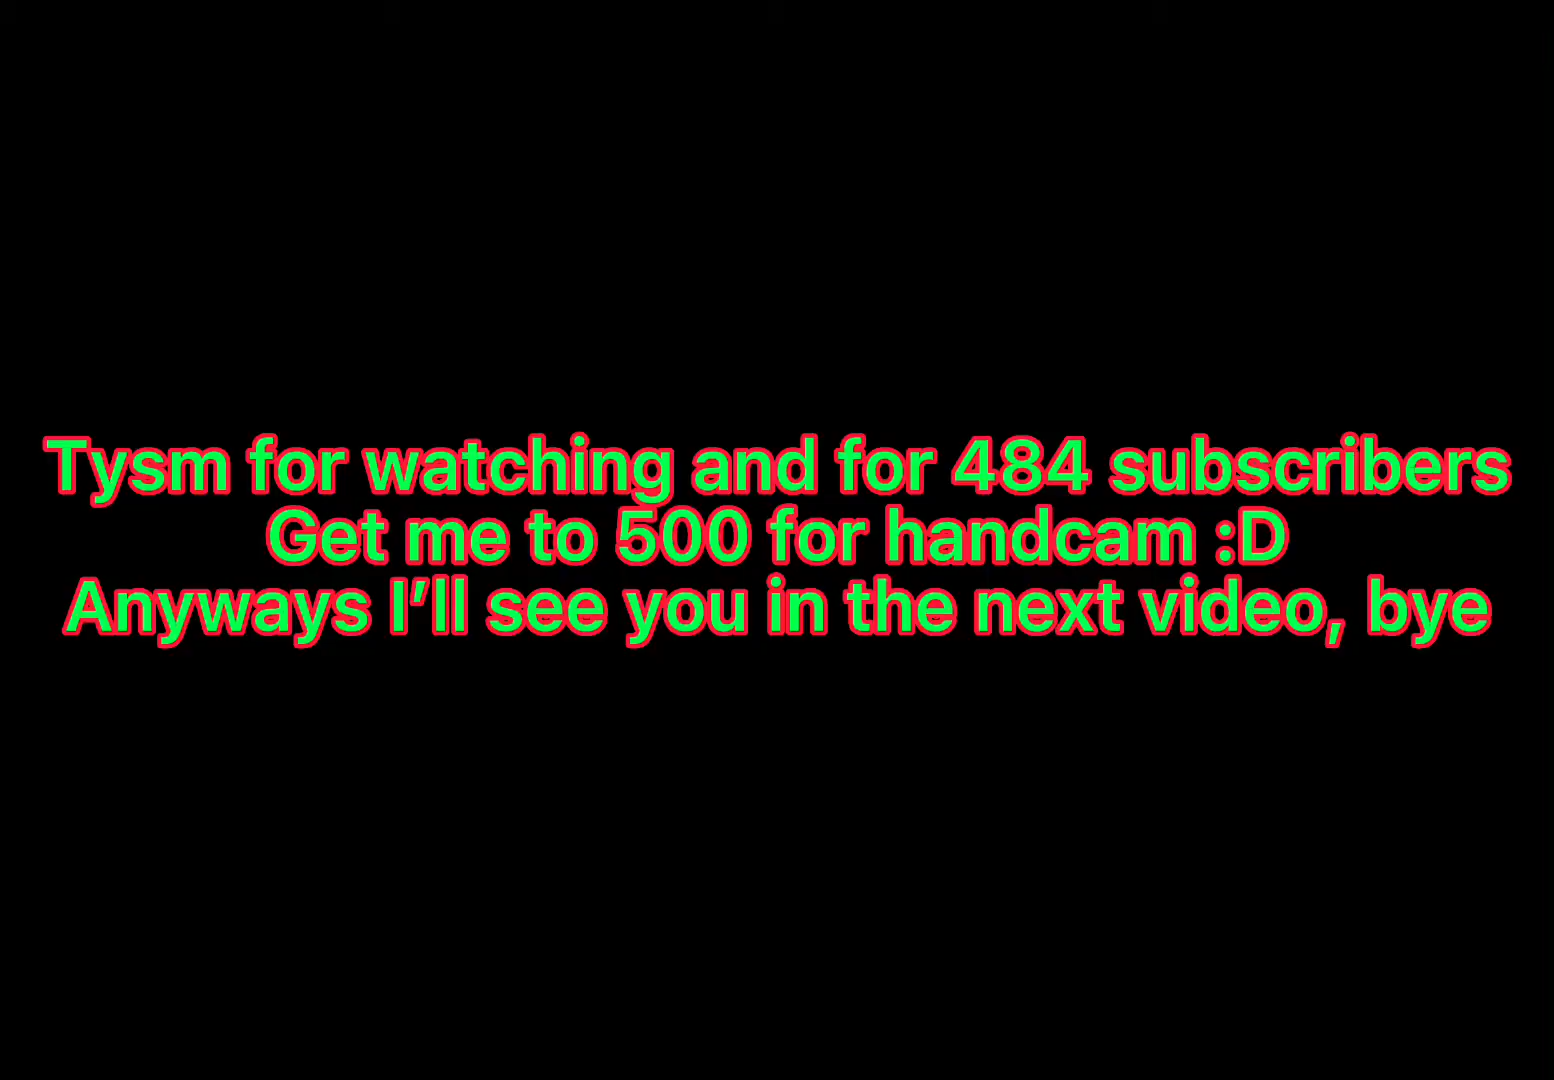 Tysm for watching and for 484 subscribers
Get me to 500 for handcam :D
Anyways I’ll see you in the next video, bye